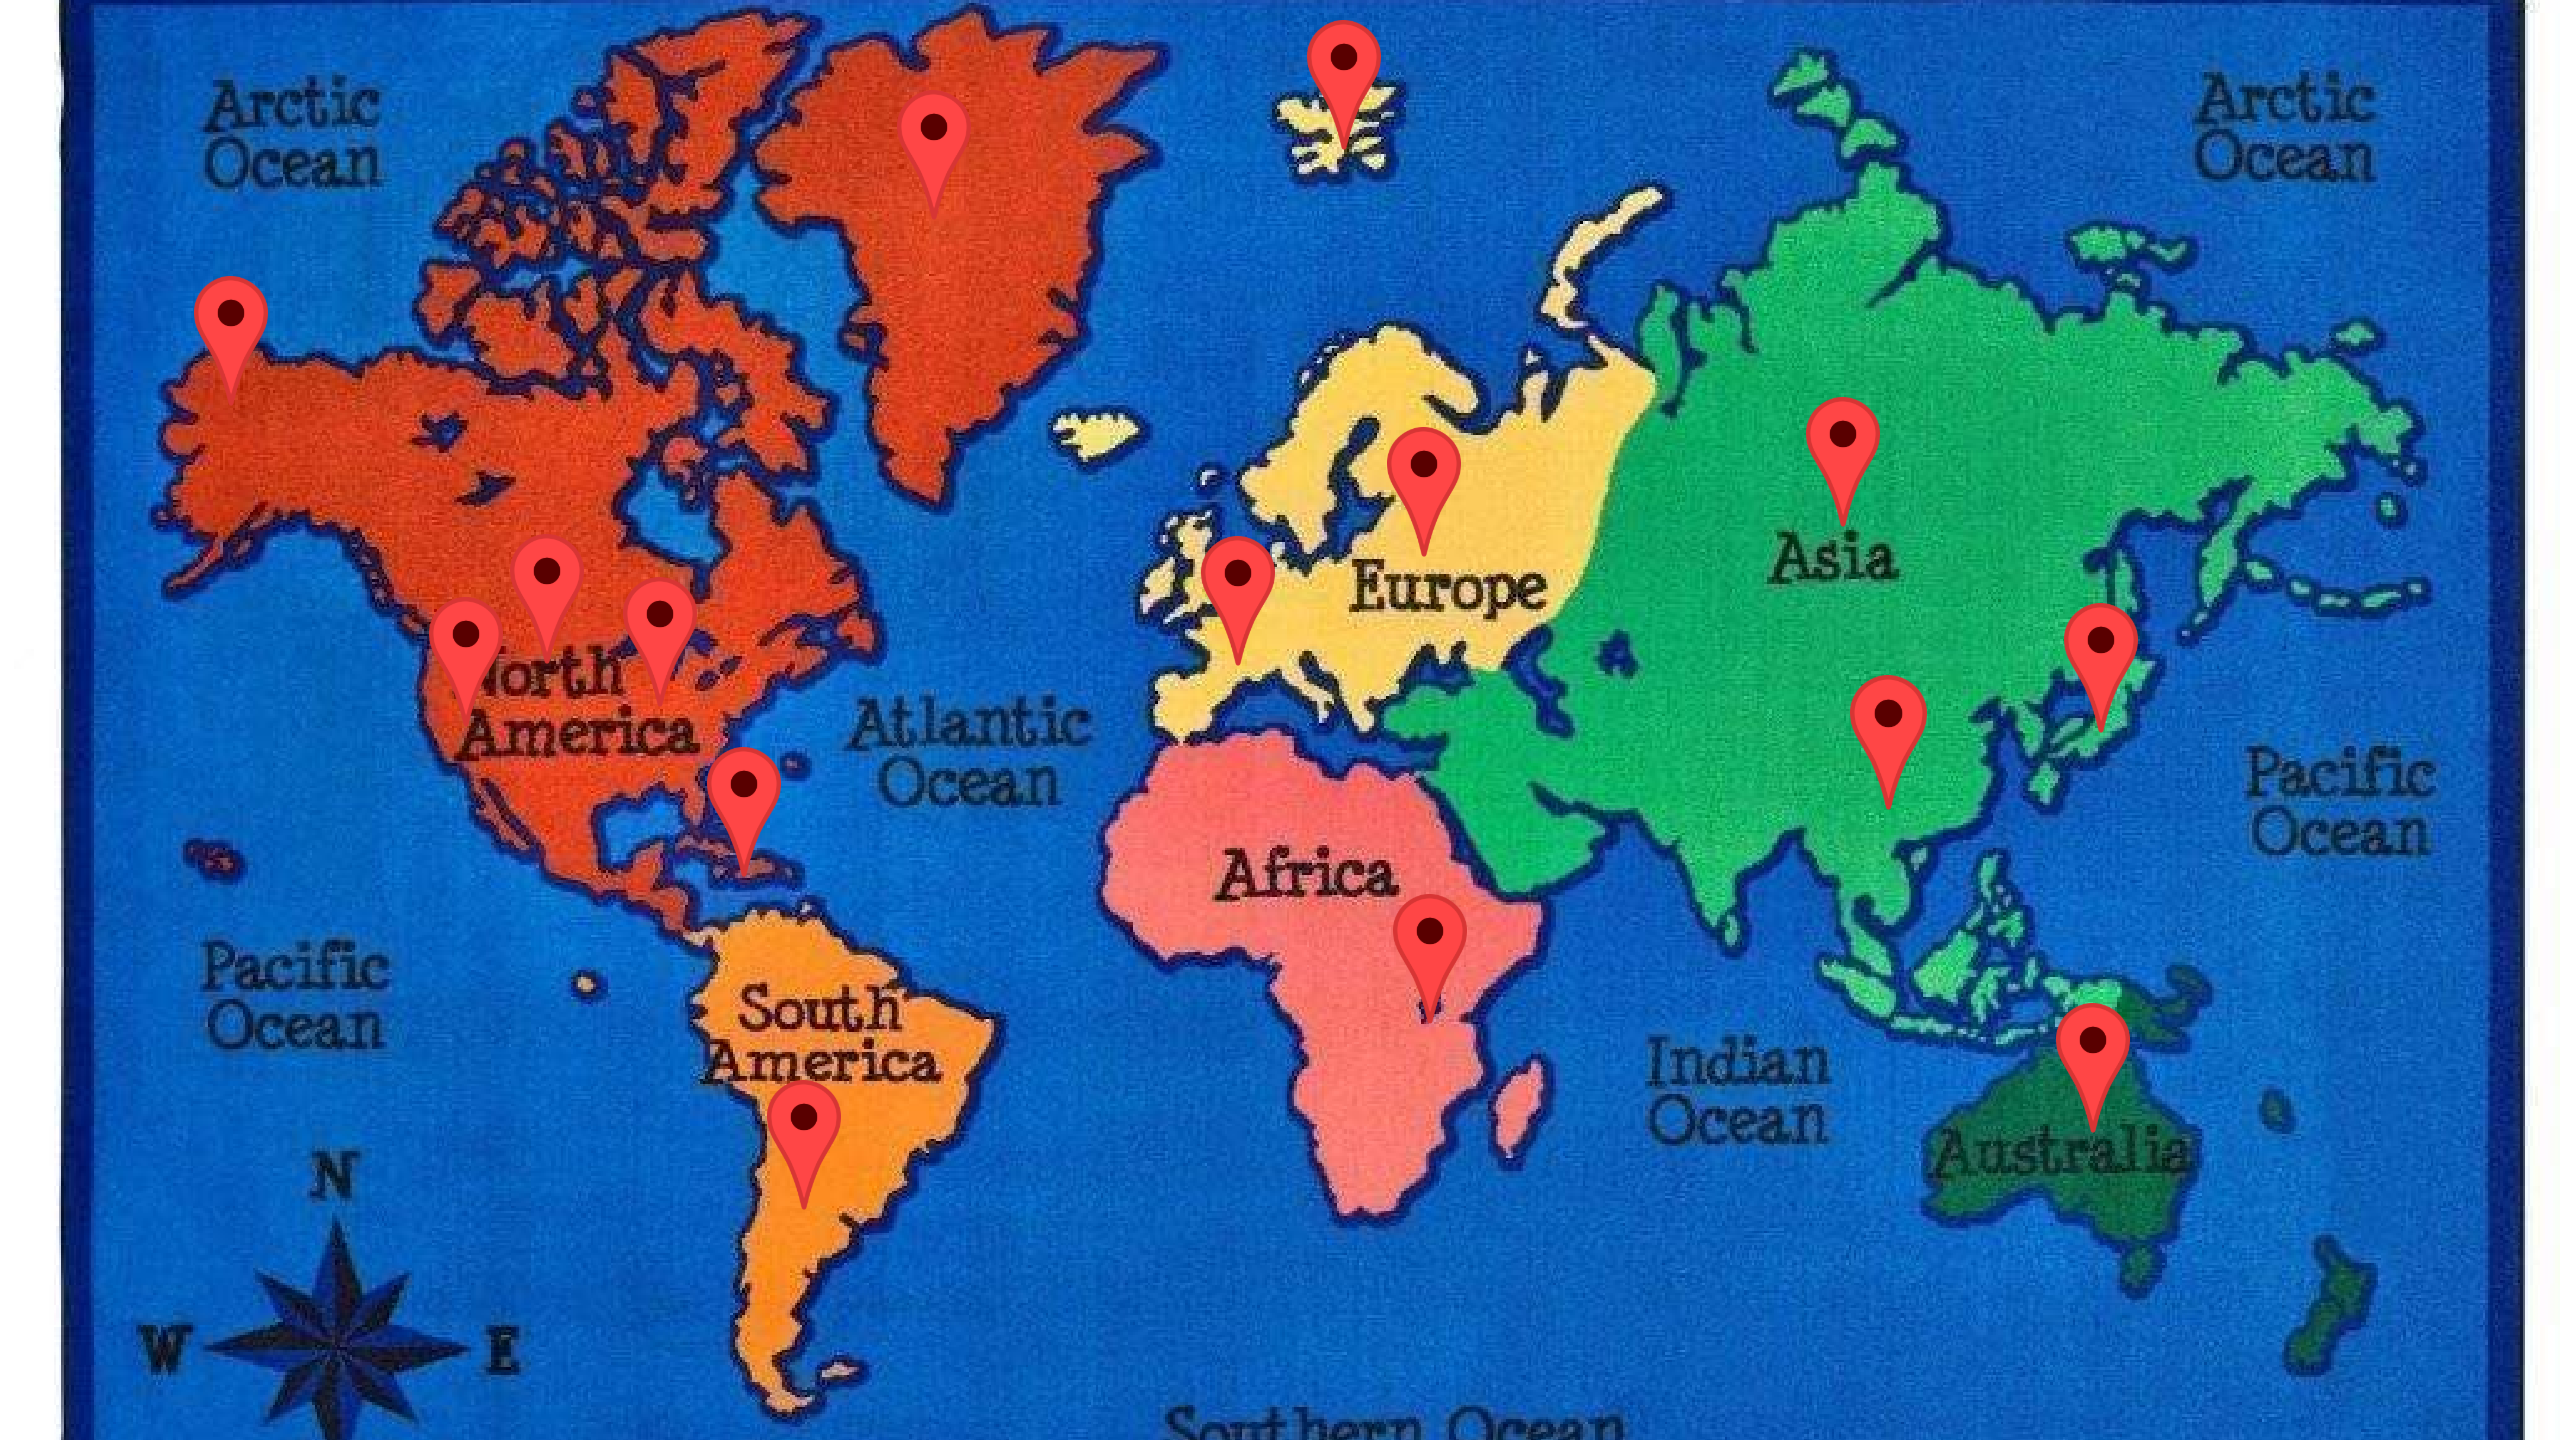 Arctic
Ocean
Arctic
Ocean
Europe
Asia
North
America
Atlantic
Ocean
Pacific
Ocean
Africa
Pacific
Ocean
South
America
Indian
Ocean
Australia
N
W
E
Southern Ocean